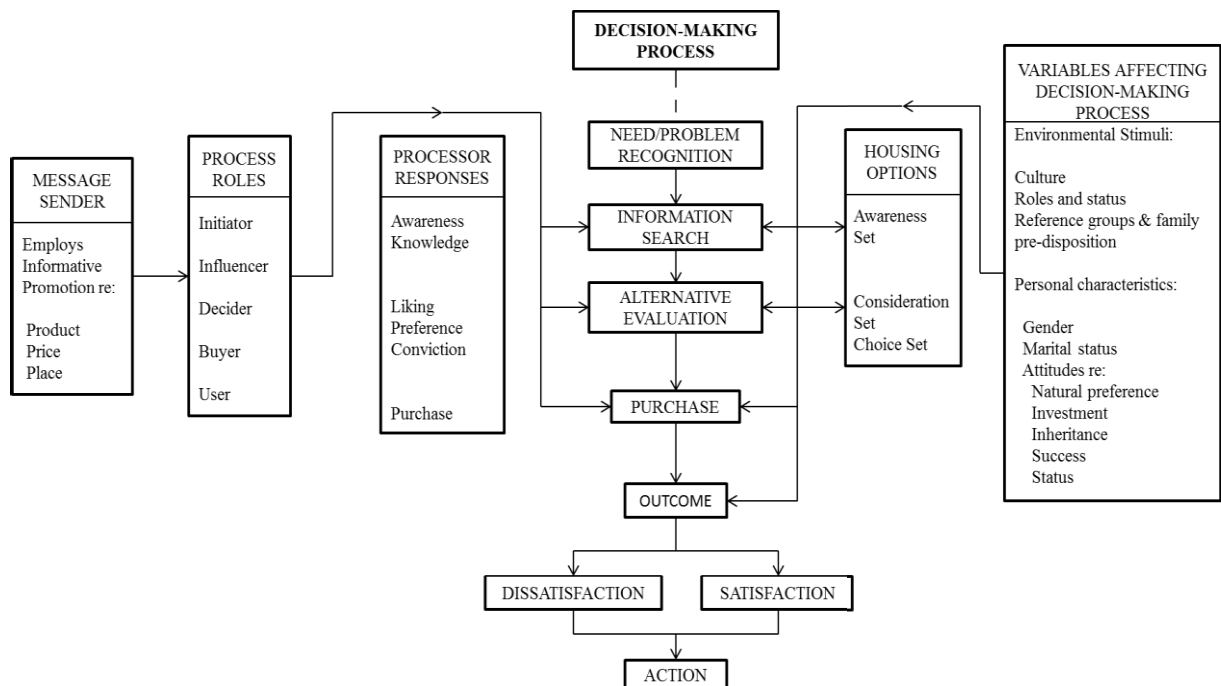 DECISION-MAKING
PROCESS
MESSAGE
SENDER
Employs
Informative
Promotion re:
Product
Price
Place
PROCESS
ROLES
Initiator
Influencer
Decider
Buyer
User
PROCESSOR
RESPONSES
Awareness
Knowledge
Liking
Preference
Conviction
Purchase
NEED/PROBLEM
RECOGNITION
INFORMATION
SEARCH
ALTERNATIVE
EVALUATION
PURCHASE
OUTCOME
DISSATISFACTION
SATISFACTION
ACTION
HOUSING
OPTIONS
Awareness
Set
Consideration
Set
Choice Set
VARIABLES AFFECTING
DECISION-MAKING
PROCESS
Environmental Stimuli:
Culture
Roles and status
Reference groups & family
pre-disposition
Personal characteristics:
Gender
Marital status
Attitudes re:
Natural preference
Investment
Inheritance
Success
Status